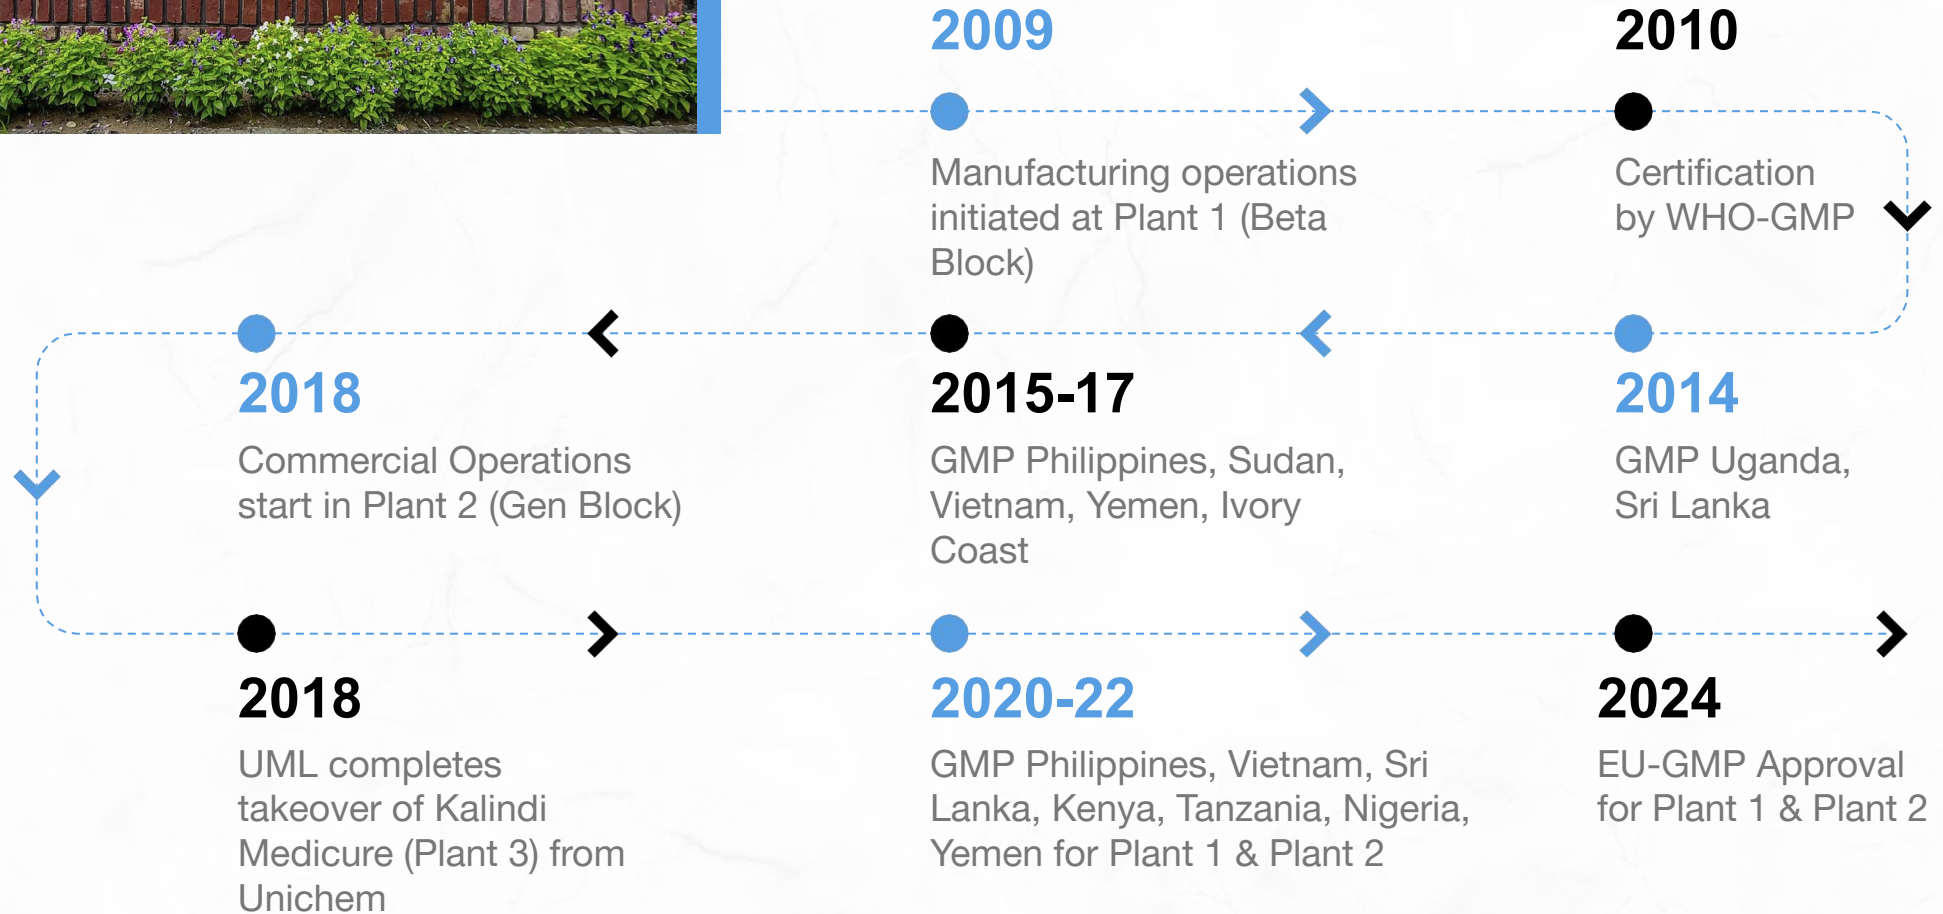 2009
Manufacturing operations
initiated at Plant 1 (Beta
Block)
2010
Certification
by WHO-GMP
2014
GMP Uganda,
Sri Lanka
2015-17
GMP Philippines, Sudan,
Vietnam, Yemen, Ivory
Coast
2018
Commercial Operations
start in Plant 2 (Gen Block)
2018
UML completes
takeover of Kalindi
Medicure (Plant 3) from
Unichem
2020-22
GMP Philippines, Vietnam, Sri
Lanka, Kenya, Tanzania, Nigeria,
Yemen for Plant 1 & Plant 2
2024
EU-GMP Approval
for Plant 1 & Plant 2